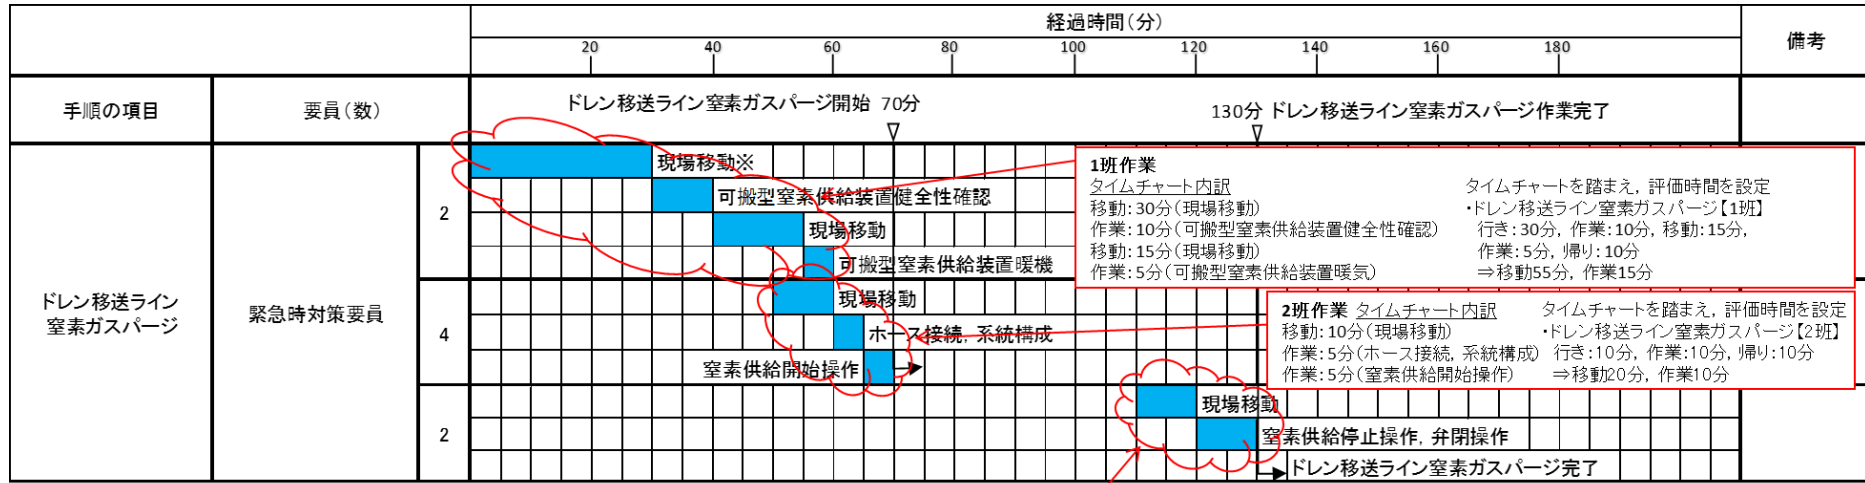 経過時間(分)
備考
20 40 60 80 100 120 140 160 180
手順の項目
要員(数)
ドレン移送ライン窒素ガスパージ開始 70分
130分 ドレン移送ライン窒素ガスパージ作業完了
ドレン移送ライン
窒素ガスパージ
緊急時対策要員
2
現場移動※
可搬型窒素供給装置健全性確認
現場移動
可搬型窒素供給装置暖機
4
現場移動
ホース接続, 系統構成
窒素供給開始操作
2
現場移動
窒素供給停止操作, 弁閉操作
ドレン移送ライン窒素ガスパージ完了
1班作業
タイムチャート内訳
移動:30分(現場移動)
作業:10分(可搬型窒素供給装置健全性確認)
移動:15分(現場移動)
作業:5分(可搬型窒素供給装置暖気)
タイムチャートを踏まえ, 評価時間を設定
・ドレン移送ライン窒素ガスパージ【1班】
行き:30分, 作業:10分, 移動:15分,
作業:5分, 帰り:10分
⇒移動55分, 作業15分
2班作業 タイムチャート内訳
移動:10分(現場移動)
作業:5分(ホース接続, 系統構成)
作業:5分(窒素供給開始操作)
タイムチャートを踏まえ, 評価時間を設定
・ドレン移送ライン窒素ガスパージ【2班】
行き:10分, 作業:10分, 帰り:10分
⇒移動20分, 作業10分